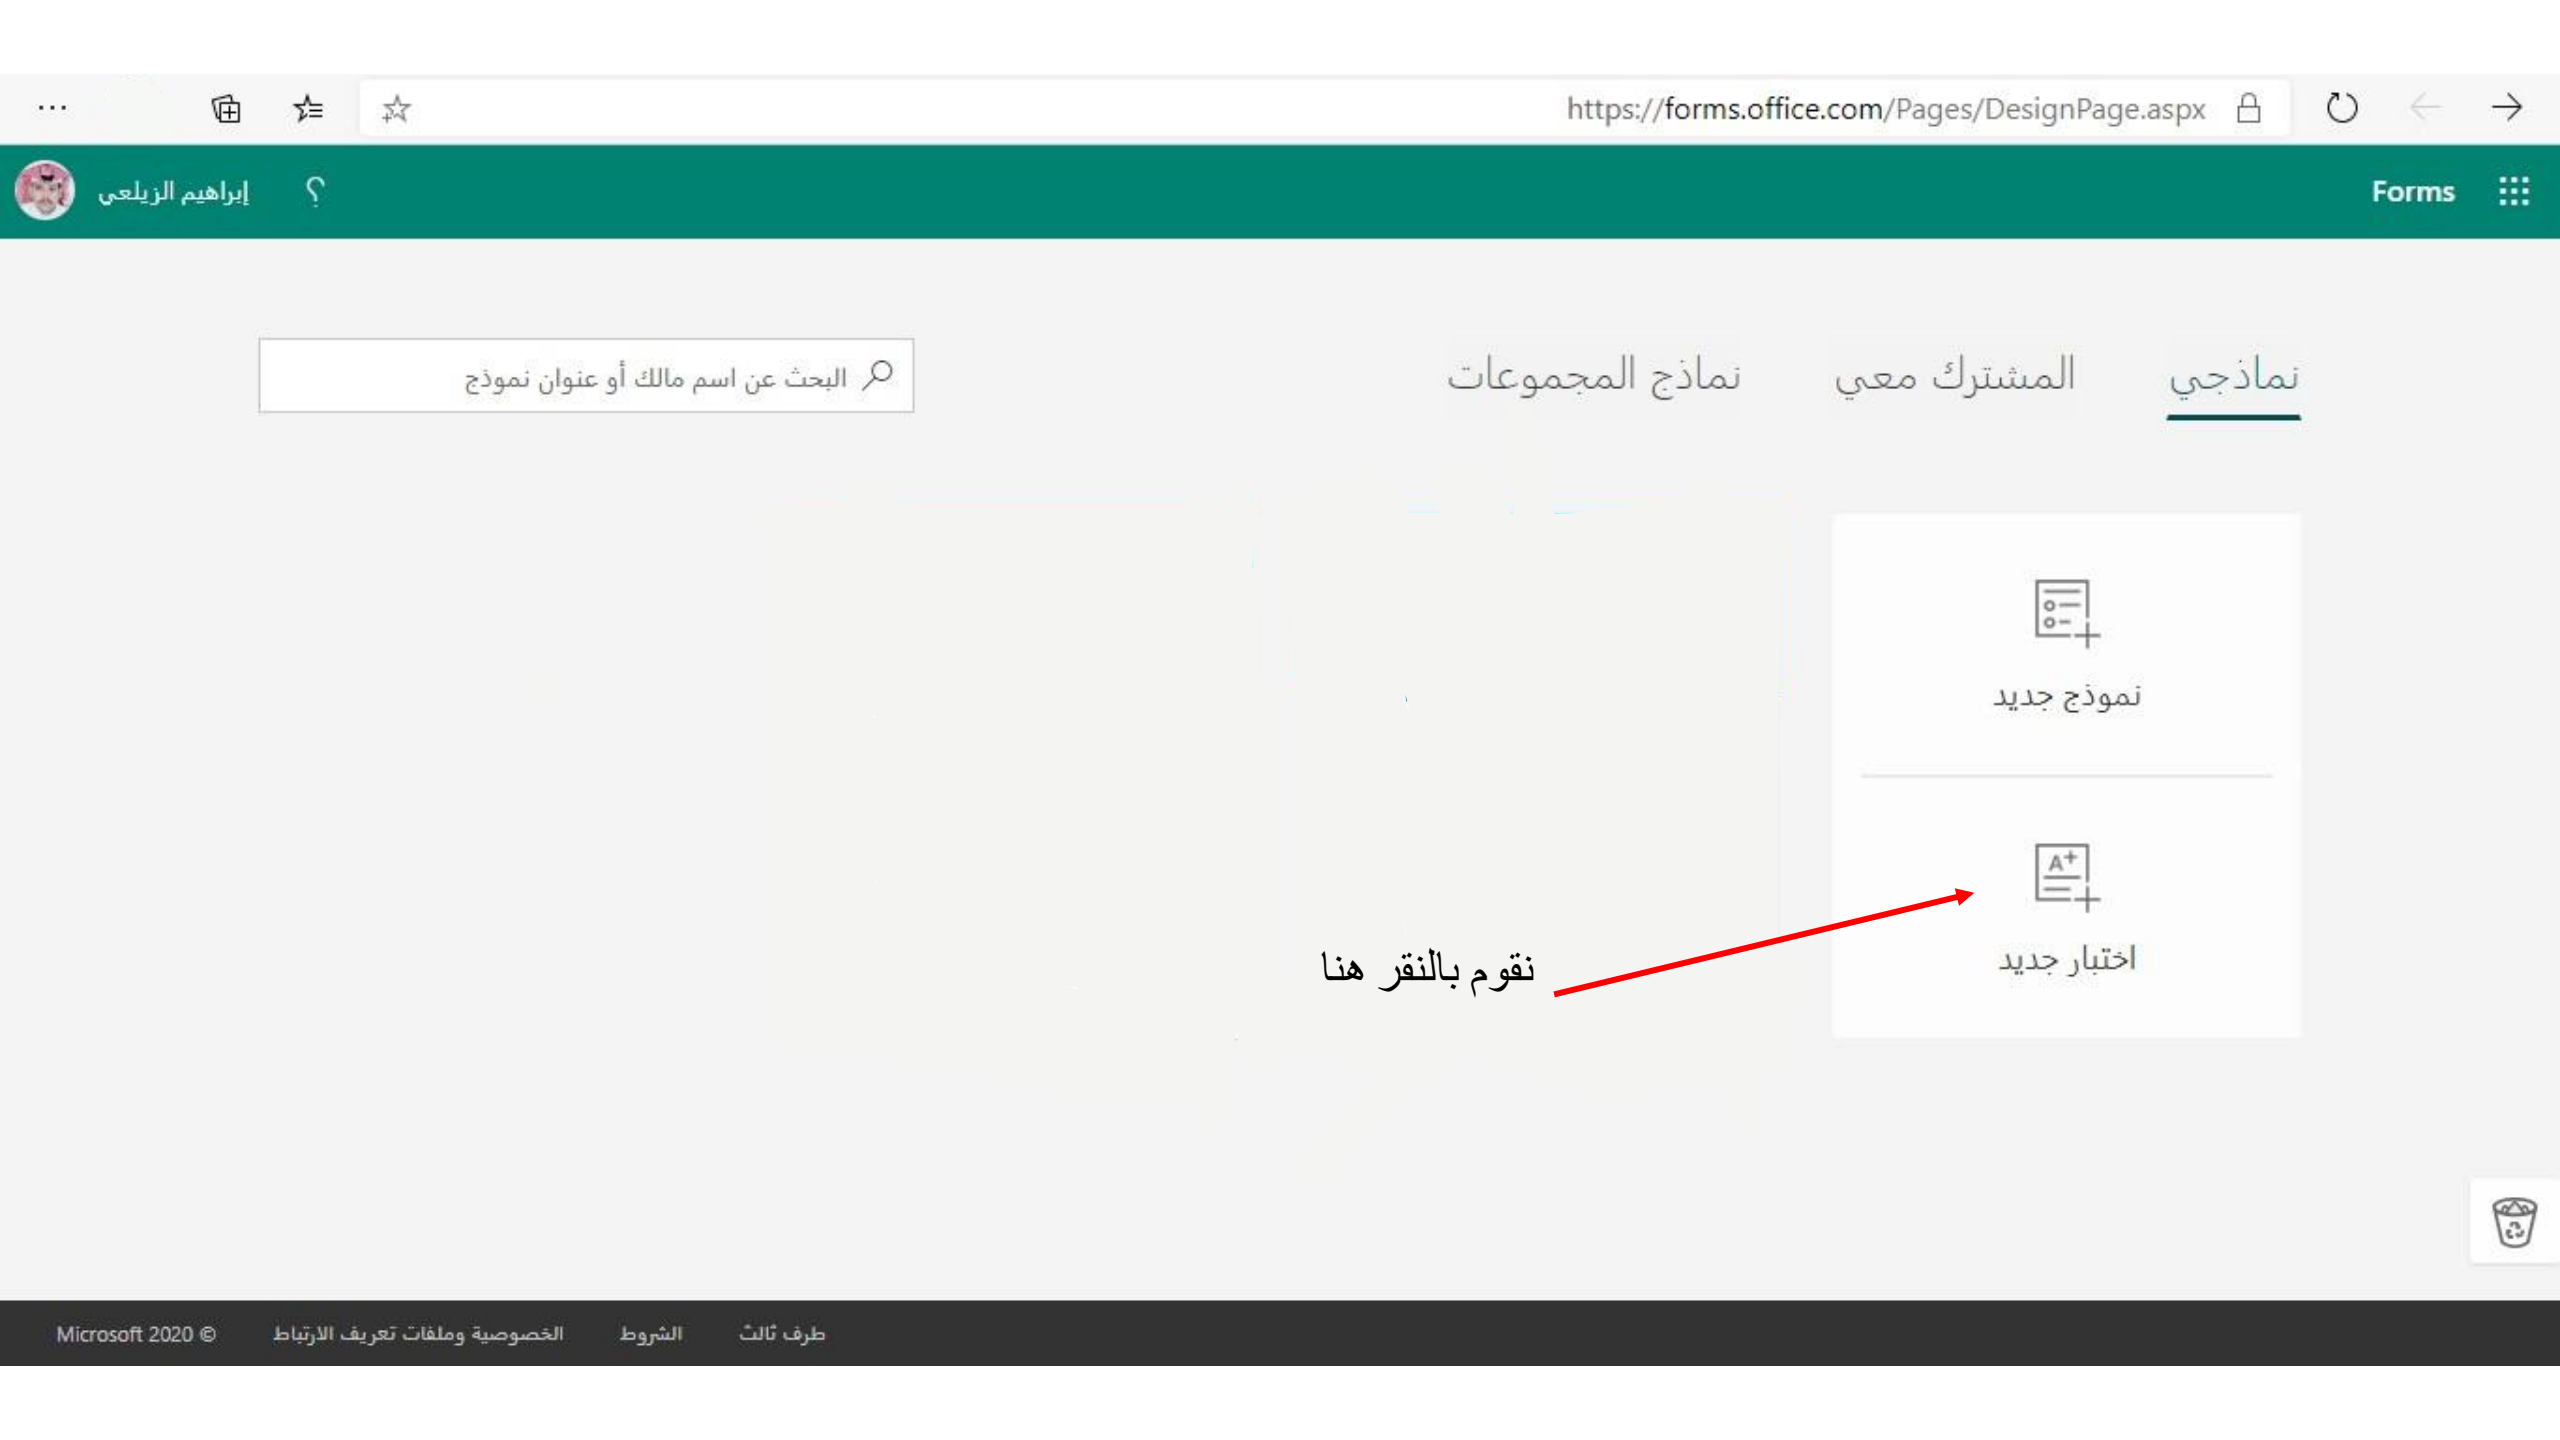 https://forms.office.com/Pages/DesignPage.aspx
Forms
؟
إبراهيم الزيلعي
نماذجي
المشترك معي
نماذج المجموعات
البحث عن اسم مالك أو عنوان نموذج
نموذج جديد
A+
اختبار جديد
نقوم بالنقر هنا
طرف ثالث
الشروط
الخصوصية وملفات تعريف الارتباط
© Microsoft 2020